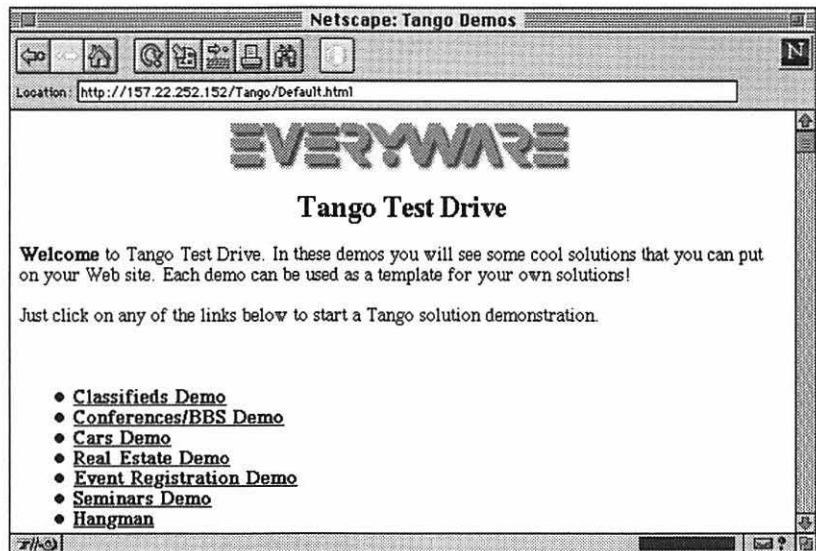 Netscape: Tango Demos
N
Location: http://157.22.252.152/Tango/Default.html
EVERYWARE
Tango Test Drive
Welcome to Tango Test Drive. In these demos you will see some cool solutions that you can put
on your Web site. Each demo can be used as a template for your own solutions!
Just click on any of the links below to start a Tango solution demonstration.
Classifieds Demo
Conferences/BBS Demo
Cars Demo
Real Estate Demo
Event Registration Demo
Seminars Demo
Hangman
?